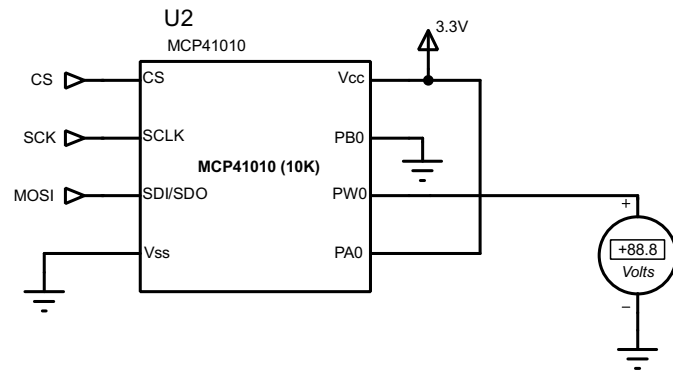 U2
MCP41010
3.3V
CS
CS
Vcc
SCK
SCLK
PB0
MCP41010 (10K)
MOSI
SDI/SDO
PW0
+
Vss
PA0
+88.8
Volts
−